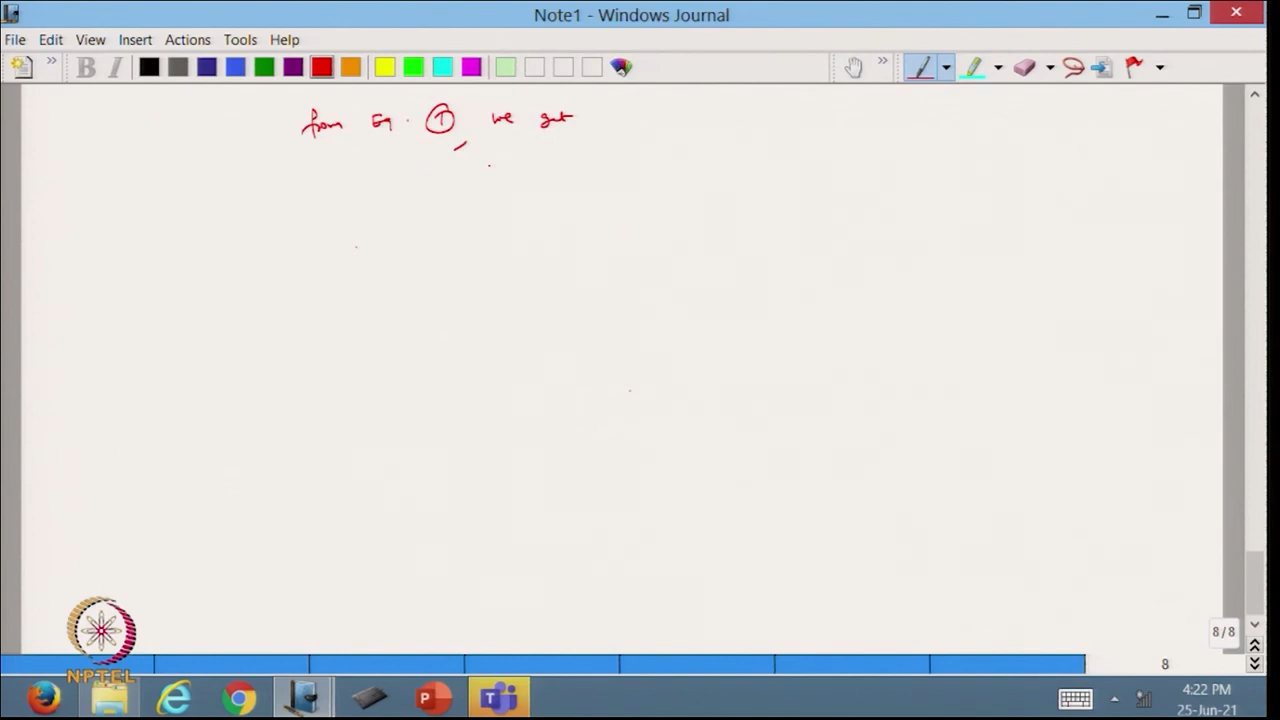 Note1 - Windows Journal
File Edit View Insert Actions Tools Help
B I
from Eq. ① we get
8/8
8
NPTEL
4:22 PM
25-Jun-21